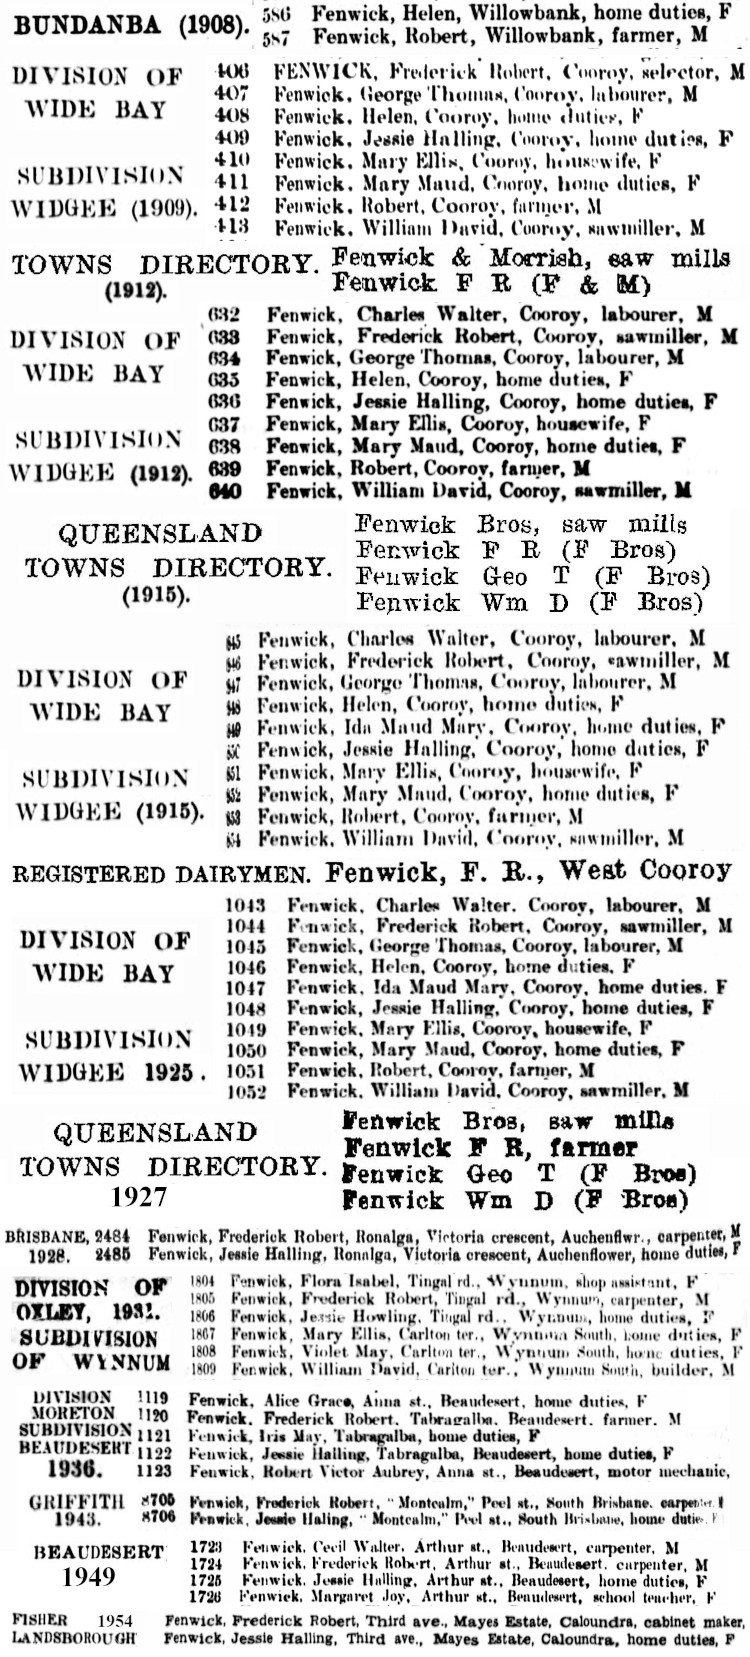 BUNDANBA (1908).
586 Fenwick, Helen, Willowbank, home duties, F
587 Fenwick, Robert, Willowbank, farmer, M
DIVISION OF
WIDE BAY
SUBDIVISION
WIDGEE (1909).
406 FENWICK, Frederick Robert, Cooroy, selector, M
407 Fenwick, George Thomas, Cooroy, labourer, M
408 Fenwick, Helen, Cooroy, home duties, F
409 Fenwick, Jessie Halling, Cooroy, home duties, F
410 Fenwick, Mary Ellis, Cooroy, housewife, F
411 Fenwick, Mary Maud, Cooroy, home duties, F
412 Fenwick, Robert, Cooroy, farmer, M
413 Fenwick, William David, Cooroy, sawmiller, M
TOWNS DIRECTORY.
(1912).
Fenwick & Morrish, saw mills
Fenwick F R (F & M)
DIVISION OF
WIDE BAY
SUBDIVISION
WIDGEE (1912).
632 Fenwick, Charles Walter, Cooroy, labourer, M
633 Fenwick, Frederick Robert, Cooroy, sawmiller, M
634 Fenwick, George Thomas, Cooroy, labourer, M
635 Fenwick, Helen, Cooroy, home duties, F
636 Fenwick, Jessie Halling, Cooroy, home duties, F
637 Fenwick, Mary Ellis, Cooroy, housewife, F
638 Fenwick, Mary Maud, Cooroy, home duties, F
639 Fenwick, Robert, Cooroy, farmer, M
640 Fenwick, William David, Cooroy, sawmiller, M
QUEENSLAND
TOWNS DIRECTORY.
(1915).
Fenwick Bros, saw mills
Fenwick F R (F Bros)
Fenwick Geo T (F Bros)
Fenwick Wm D (F Bros)
DIVISION OF
WIDE BAY
SUBDIVISION
WIDGEE (1915).
645 Fenwick, Charles Walter, Cooroy, labourer, M
646 Fenwick, Frederick Robert, Cooroy, sawmiller, M
647 Fenwick, George Thomas, Cooroy, labourer, M
648 Fenwick, Helen, Cooroy, home duties, F
649 Fenwick, Ida Maud Mary, Cooroy, home duties, F
650 Fenwick, Jessie Halling, Cooroy, home duties, F
651 Fenwick, Mary Ellis, Cooroy, housewife, F
652 Fenwick, Mary Maud, Cooroy, home duties, F
653 Fenwick, Robert, Cooroy, farmer, M
654 Fenwick, William David, Cooroy, sawmiller, M
REGISTERED DAIRYMEN. Fenwick, F. R., West Cooroy
DIVISION OF
WIDE BAY
SUBDIVISION
WIDGEE 1925.
1043 Fenwick, Charles Walter. Cooroy, labourer, M
1044 Fenwick, Frederick Robert, Cooroy, sawmiller, M
1045 Fenwick, George Thomas, Cooroy, labourer, M
1046 Fenwick, Helen, Cooroy, home duties, F
1047 Fenwick, Ida Maud Mary, Cooroy, home duties. F
1048 Fenwick, Jessie Halling, Cooroy, home duties, F
1049 Fenwick, Mary Ellis, Cooroy, housewife, F
1050 Fenwick, Mary Maud, Cooroy, home duties, F
1051 Fenwick, Robert, Cooroy, farmer, M
1052 Fenwick, William David, Cooroy, sawmiller, M
QUEENSLAND
TOWNS DIRECTORY.
1927
Fenwick Bros, saw mills
Fenwick F R, farmer
Fenwick Geo T (F Bros)
Fenwick Wm D (F Bros)
BRISBANE, 2484 Fenwick, Frederick Robert, Ronalga, Victoria crescent, Auchenflwr., carpenter, M
1928. 2485 Fenwick, Jessie Halling, Ronalga, Victoria crescent, Auchenflower, home duties, F
DIVISION OF
OXLEY, 1931.
SUBDIVISION
OF WYNNUM
1804 Fenwick, Flora Isabel, Tingal rd., Wynnum, shop assistant, F
1805 Fenwick, Frederick Robert, Tingal rd., Wynnum, carpenter, M
1806 Fenwick, Jessie Howling, Tingal rd., Wynnum, home duties, F
1807 Fenwick, Mary Ellis, Carlton ter., Wynnum South, home duties, F
1808 Fenwick, Violet May, Carlton ter., Wynnum South, home duties, F
1809 Fenwick, William David, Carlton ter., Wynnum South, builder, M
DIVISION
MORETON
SUBDIVISION
BEAUDESERT
1936.
1119 Fenwick, Alice Grace, Anna st., Beaudesert, home duties, F
1120 Fenwick, Frederick Robert, Tabragalba, Beaudesert, farmer. M
1121 Fenwick, Iris May, Tabragalba, home duties, F
1122 Fenwick, Jessie Halling, Tabragalba, Beaudesert, home duties, F
1123 Fenwick, Robert Victor Aubrey, Anna st., Beaudesert, motor mechanic,
GRIFFITH
1943.
8705 Fenwick, Frederick Robert, "Montcalm," Peel st., South Brisbane. carpenter
8706 Fenwick, Jessie Haling, "Montcalm," Peel st., South Brisbane, home duties F
BEAUDESERT
1949
1723 Fenwick, Cecil Walter, Arthur st., Beaudesert, carpenter, M
1724 Fenwick, Frederick Robert, Arthur st., Beaudesert, carpenter, M
1725 Fenwick, Jessie Halling, Arthur st., Beaudesert, home duties, F
1726 Fenwick, Margaret Joy, Arthur st., Beaudesert, school teacher, F
FISHER 1954
LANDSBOROUGH
Fenwick, Frederick Robert, Third ave., Mayes Estate, Caloundra, cabinet maker,
Fenwick, Jessie Halling, Third ave., Mayes Estate, Caloundra, home duties, F